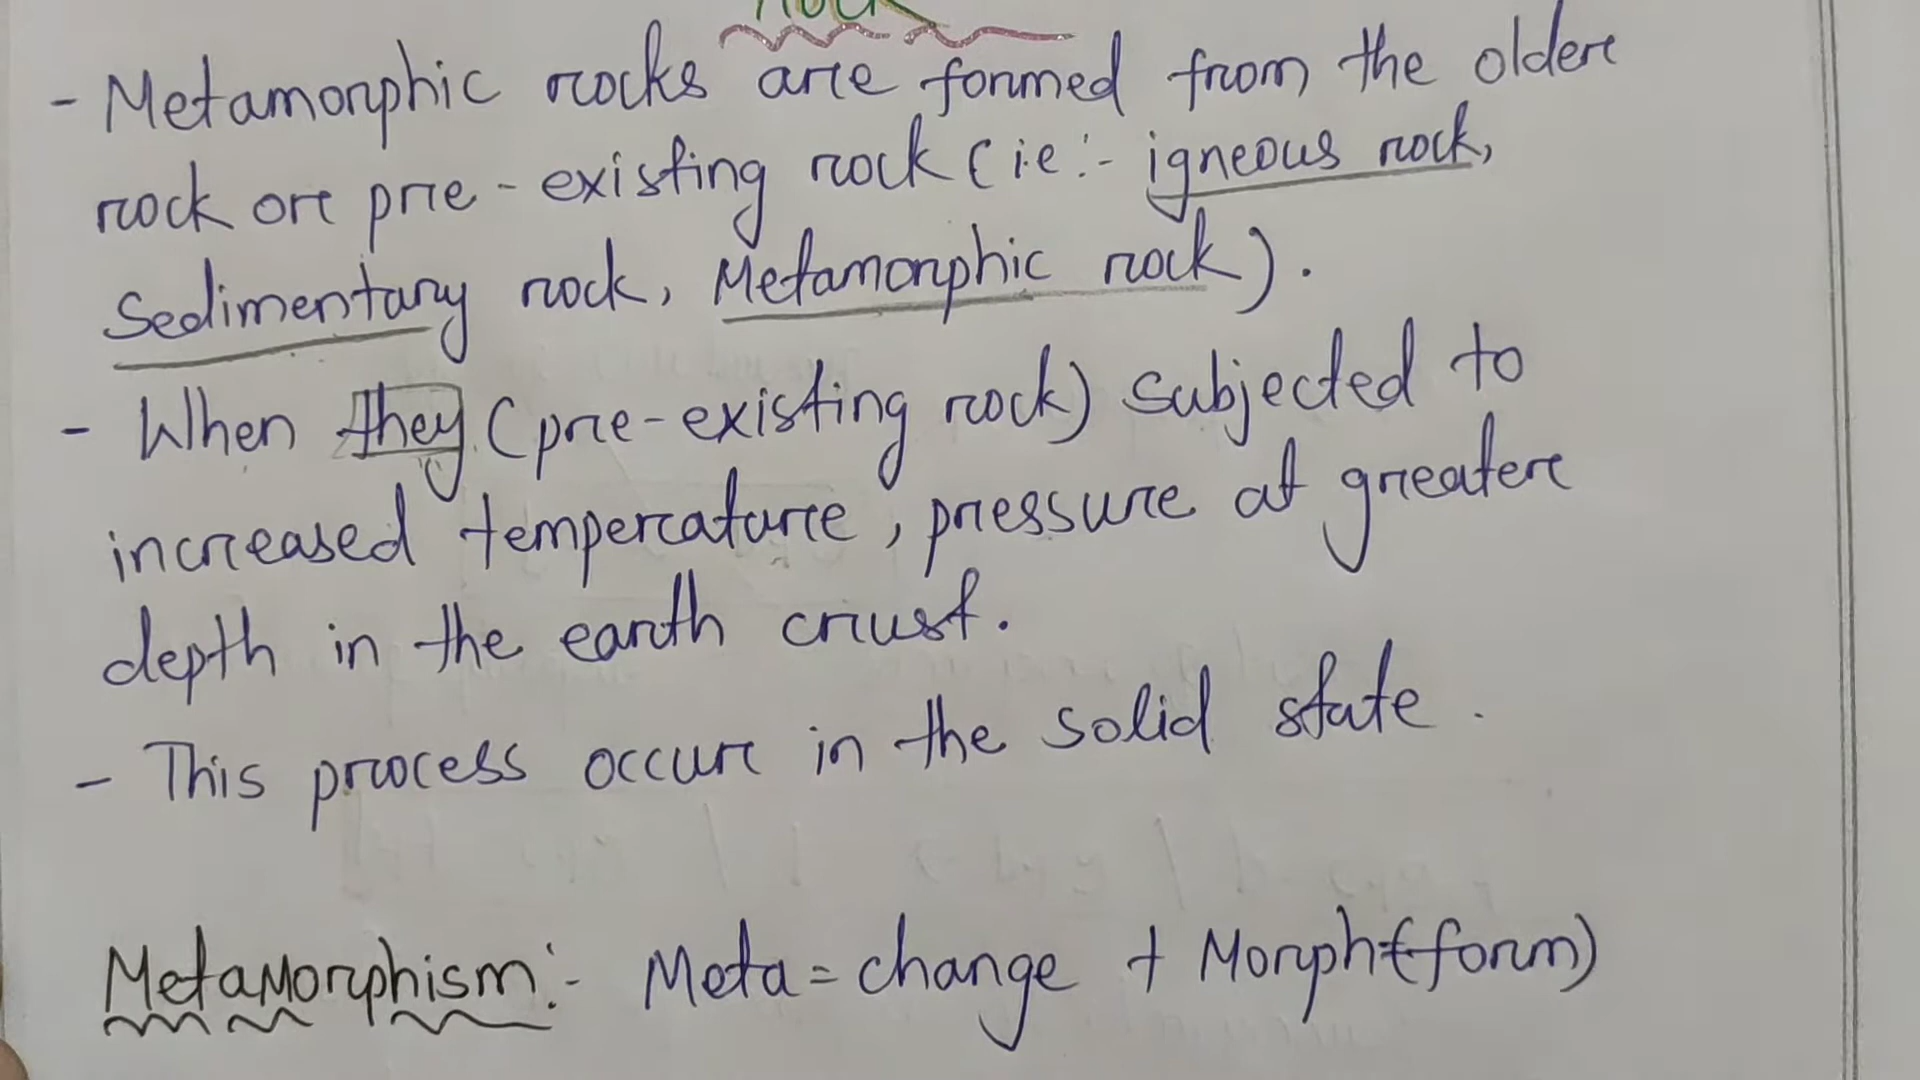 Rock
- Metamorphic rocks are formed from the older
rock or pre-existing rock (i.e:- igneous rock,
Sedimentary rock, Metamorphic rock).
- When they (pre-existing rock) subjected to
increased temperature, pressure at greater
depth in the earth crust.
- This process occur in the solid state.
Metamorphism:- Meta = change + Morph = (form)